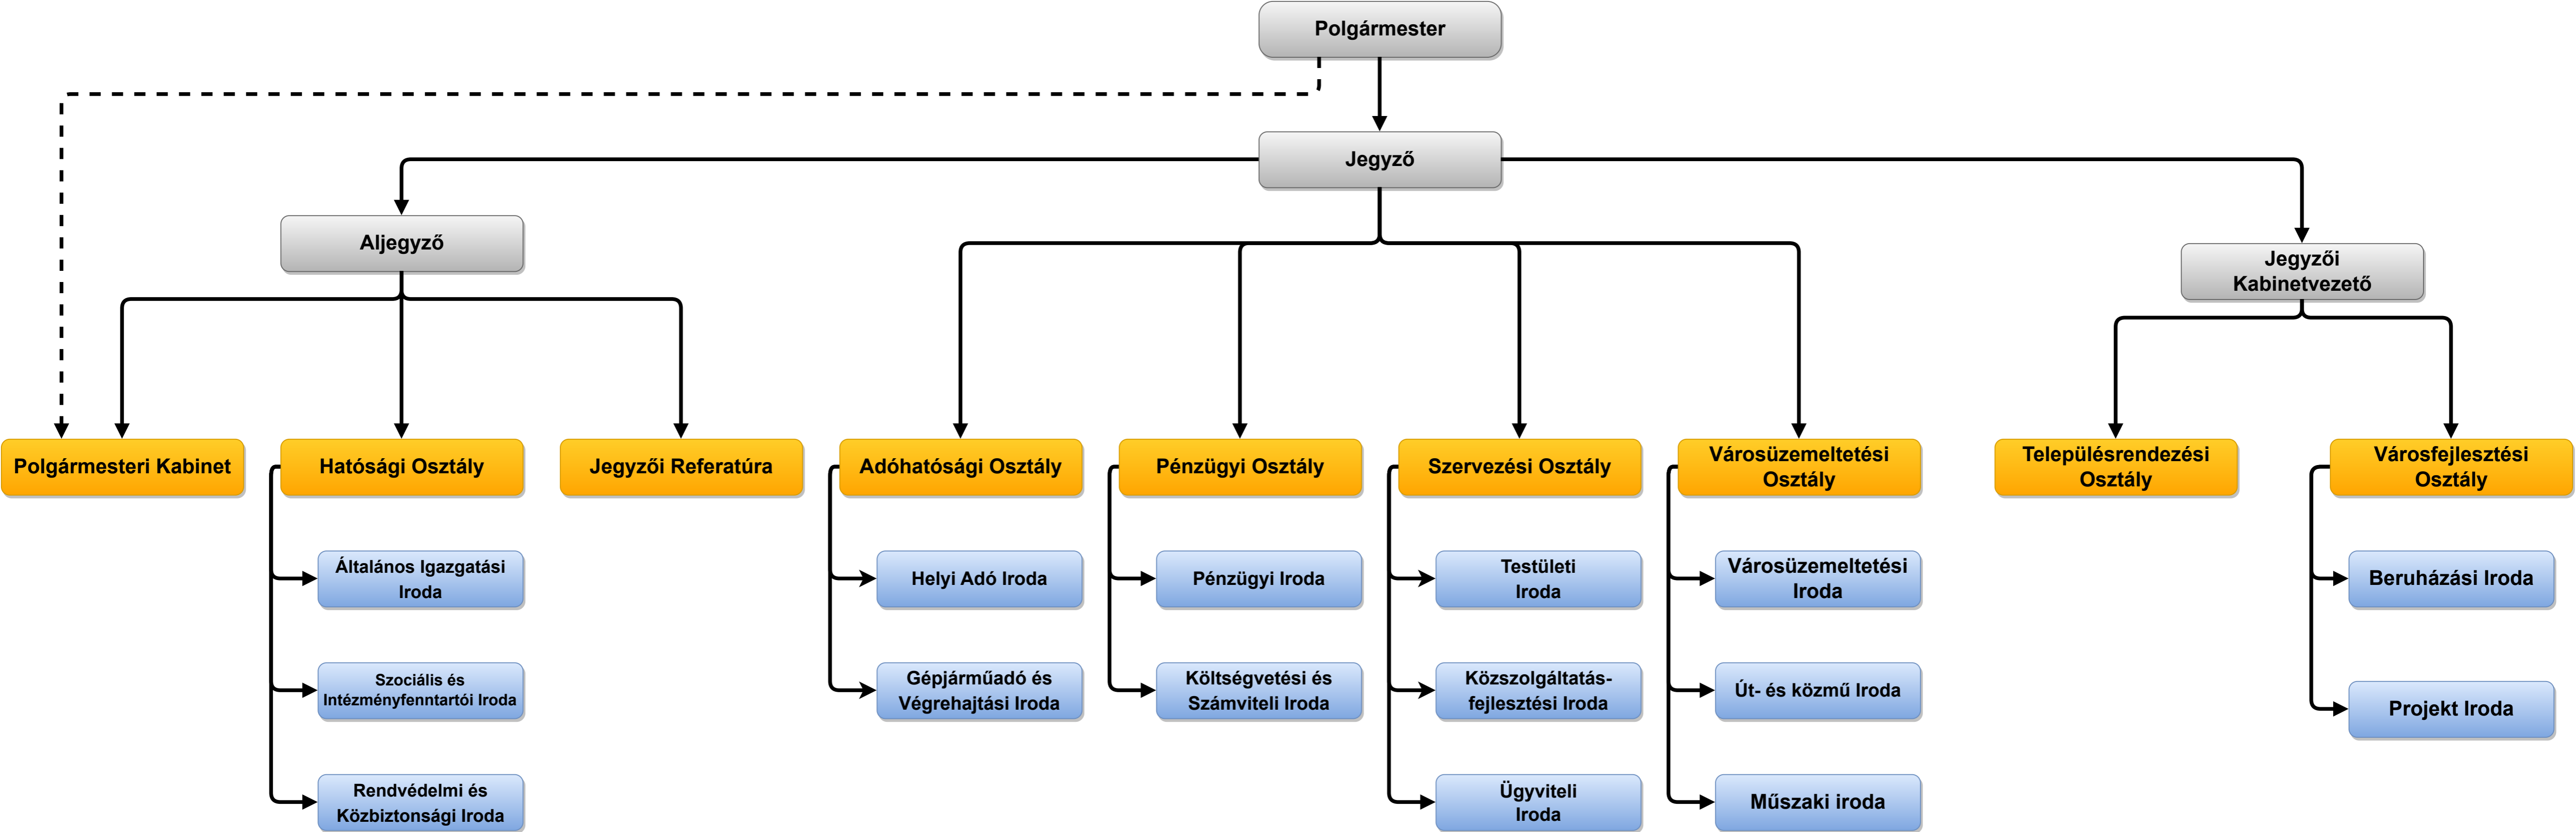 Polgármester
Jegyző
Aljegyző
Jegyzői
Kabinetvezető
Polgármesteri Kabinet
Hatósági Osztály
Jegyzői Referatúra
Adóhatósági Osztály
Pénzügyi Osztály
Szervezési Osztály
Városüzemeltetési
Osztály
Településrendezési
Osztály
Városfejlesztési
Osztály
Általános Igazgatási
Iroda
Helyi Adó Iroda
Pénzügyi Iroda
Testületi
Iroda
Városüzemeltetési
Iroda
Beruházási Iroda
Szociális és
Intézményfenntartói Iroda
Gépjárműadó és
Végrehajtási Iroda
Költségvetési és
Számviteli Iroda
Közszolgáltatás-
fejlesztési Iroda
Út- és közmű Iroda
Projekt Iroda
Rendvédelmi és
Közbiztonsági Iroda
Ügyviteli
Iroda
Műszaki iroda